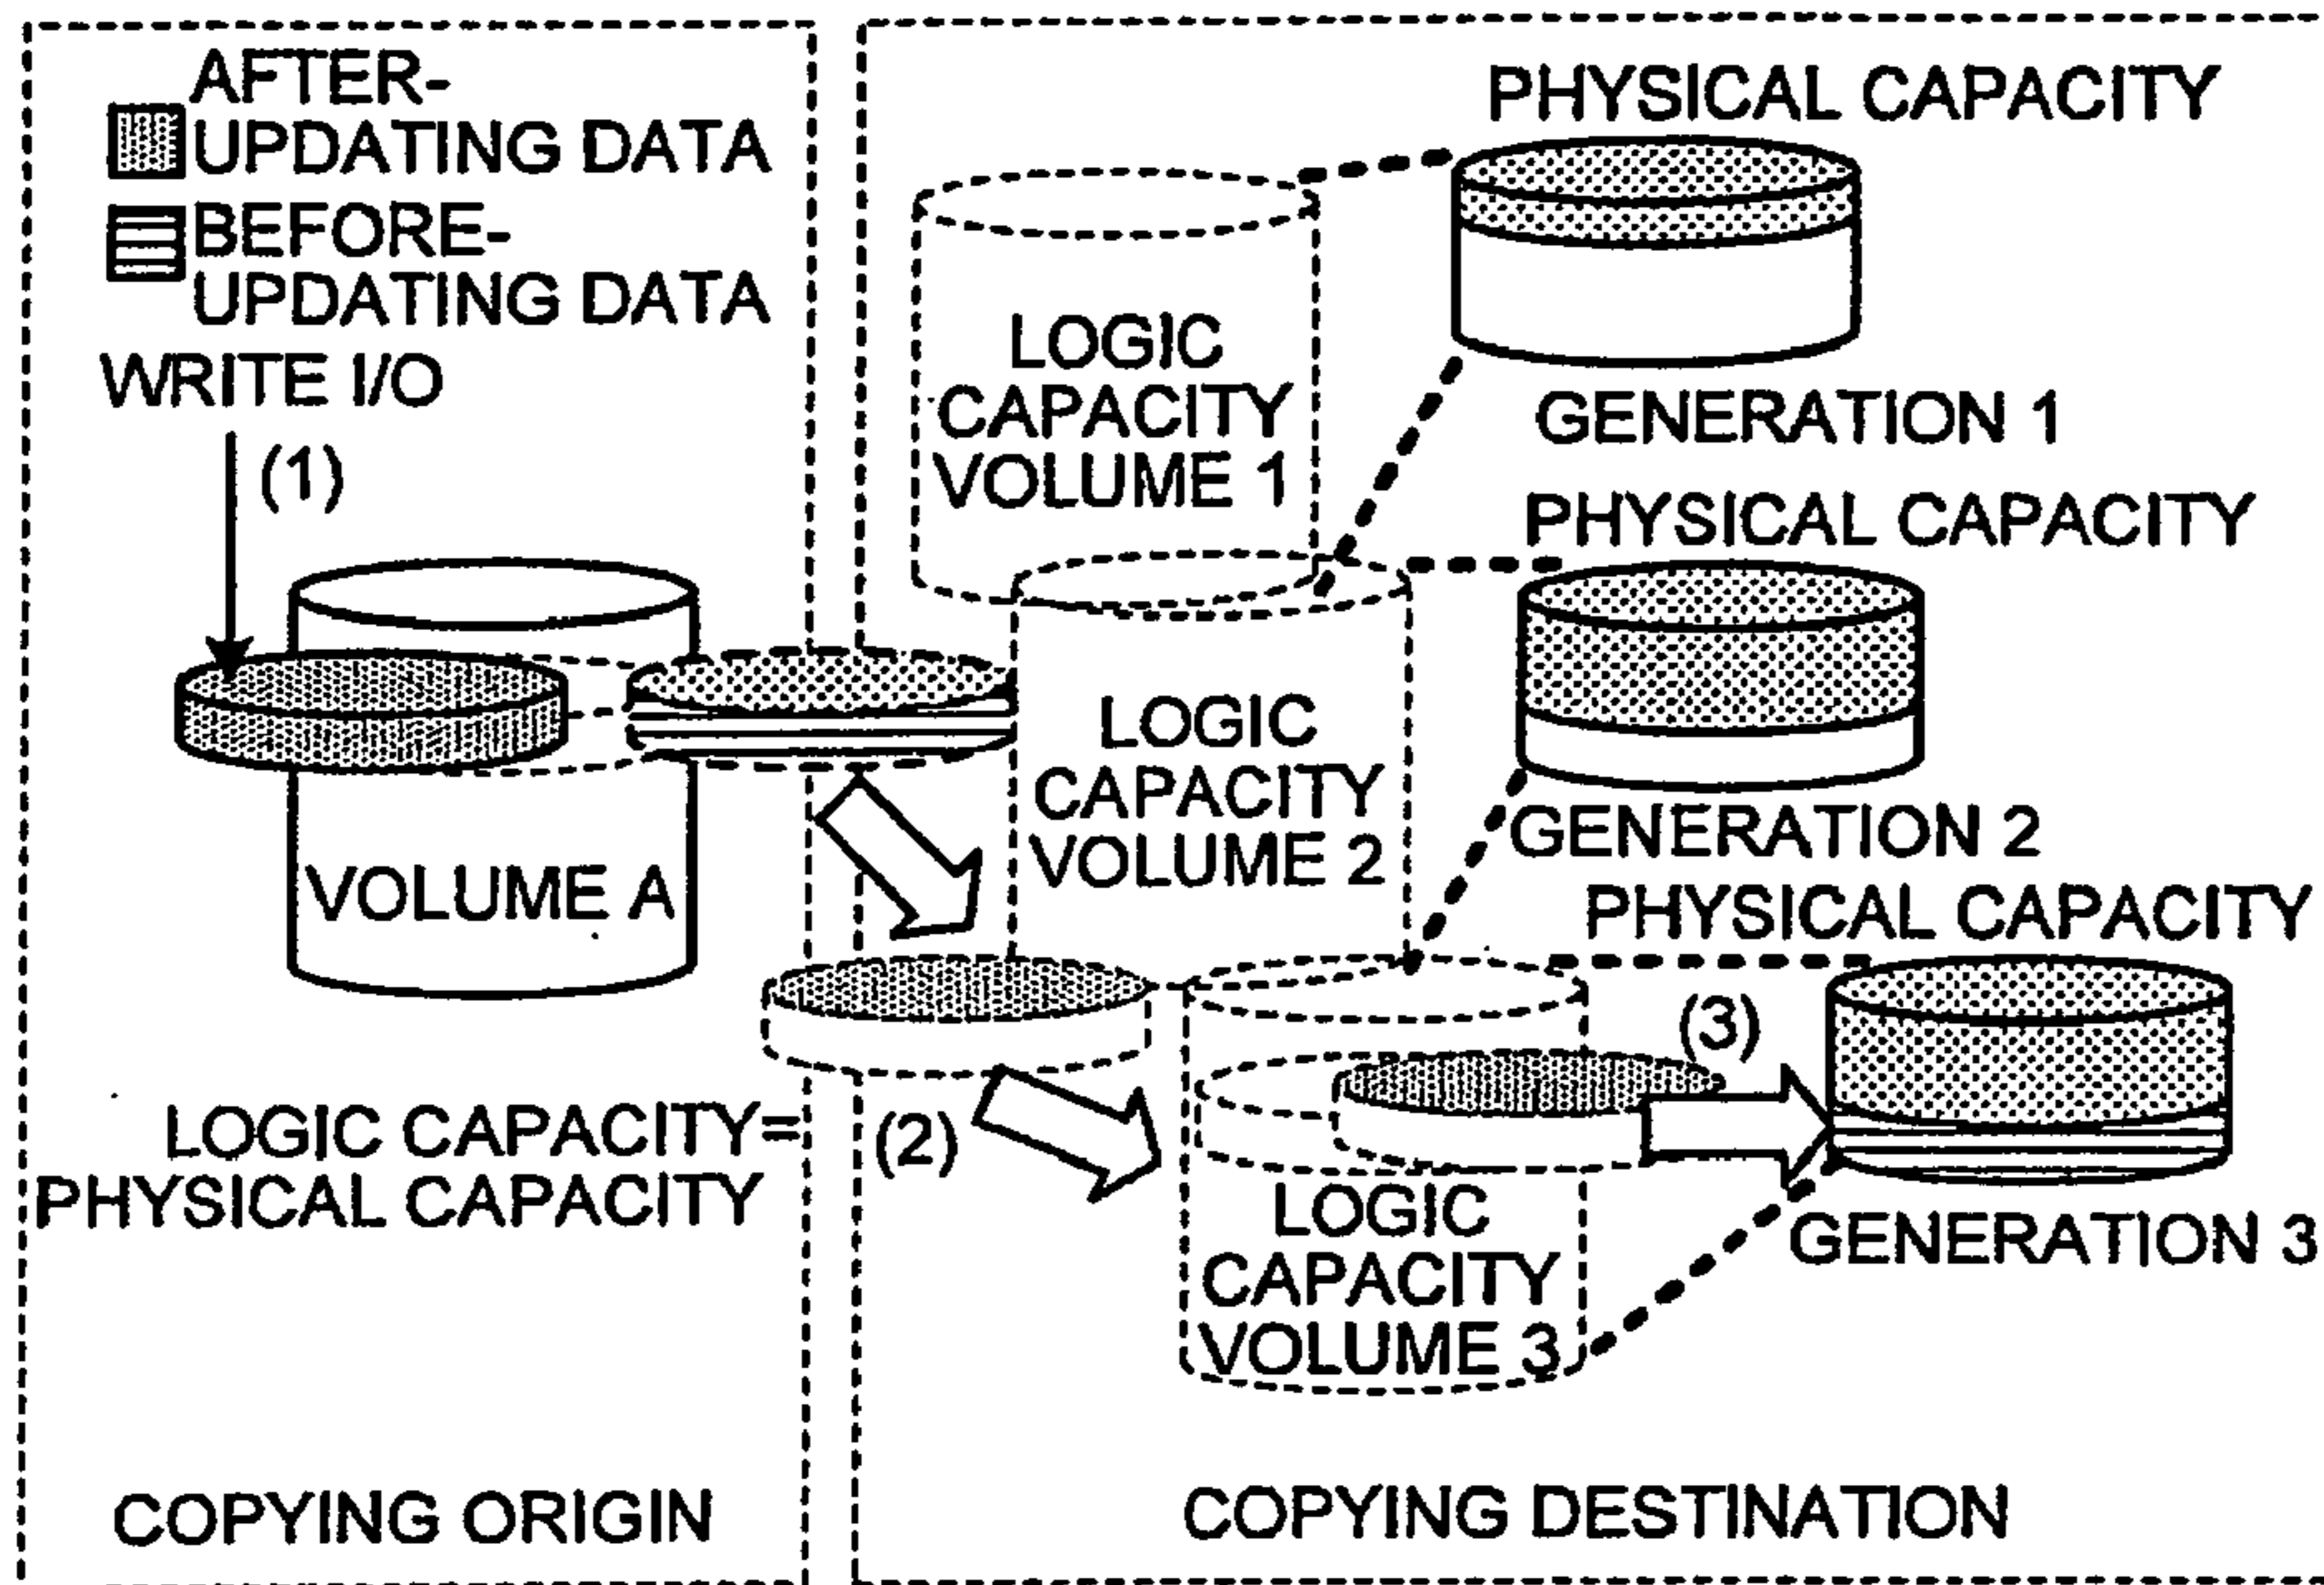 AFTER-
UPDATING DATA
BEFORE-
UPDATING DATA
WRITE I/O
(1)
VOLUME A
LOGIC CAPACITY=
PHYSICAL CAPACITY
COPYING ORIGIN
PHYSICAL CAPACITY
LOGIC
CAPACITY
VOLUME 1
GENERATION 1
PHYSICAL CAPACITY
LOGIC
CAPACITY
VOLUME 2
GENERATION 2
PHYSICAL CAPACITY
(3)
(2)
LOGIC
CAPACITY
VOLUME 3
GENERATION 3
COPYING DESTINATION